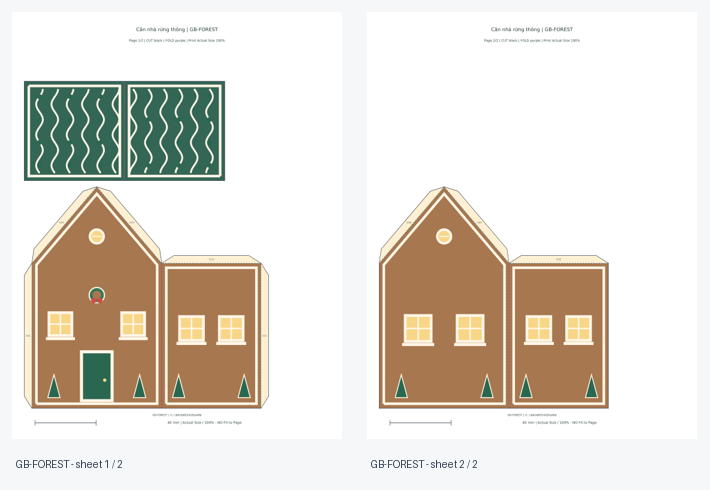 Căn nhà rừng thông | GB-FOREST
Page 1/2 | CUT black | FOLD purple | Print Actual Size 100%
40 mm | Actual Size / 100% - NO Fit to Page
GB-FOREST - sheet 1 / 2
Căn nhà rừng thông | GB-FOREST
Page 2/2 | CUT black | FOLD purple | Print Actual Size 100%
40 mm | Actual Size / 100% - NO Fit to Page
GB-FOREST - sheet 2 / 2